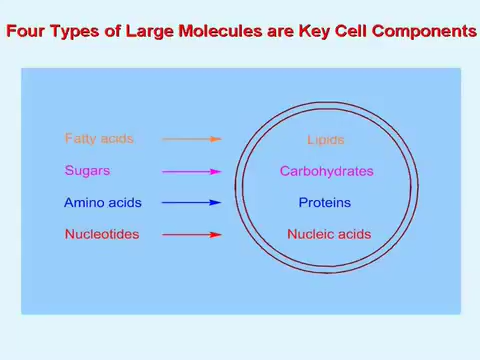 Four Types of Large Molecules are Key Cell Components
Fatty acids Lipids
Sugars Carbohydrates
Amino acids Proteins
Nucleotides Nucleic acids